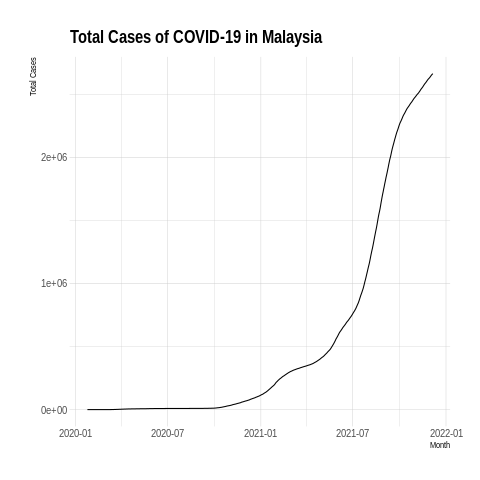 Total Cases of COVID-19 in Malaysia
Total Cases
2e+06
1e+06
0e+00
2020-01 2020-07 2021-01 2021-07 2022-01
Month